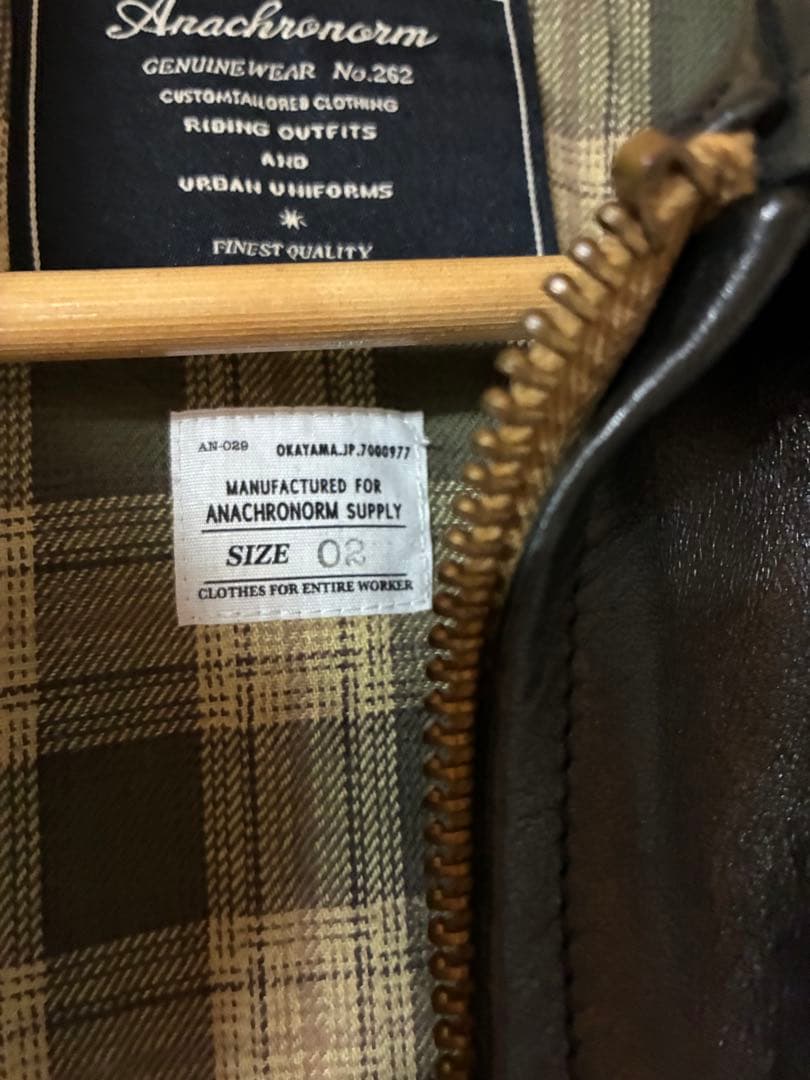 Anachronorm
GENUINE WEAR No.262
CUSTOMTAILORED CLOTHING
RIDING OUTFITS
AND
URBAN UNIFORMS
FINEST QUALITY
AN-029 OKAYAMA.JP.7000977
MANUFACTURED FOR
ANACHRONORM SUPPLY
SIZE 02
CLOTHES FOR ENTIRE WORKER